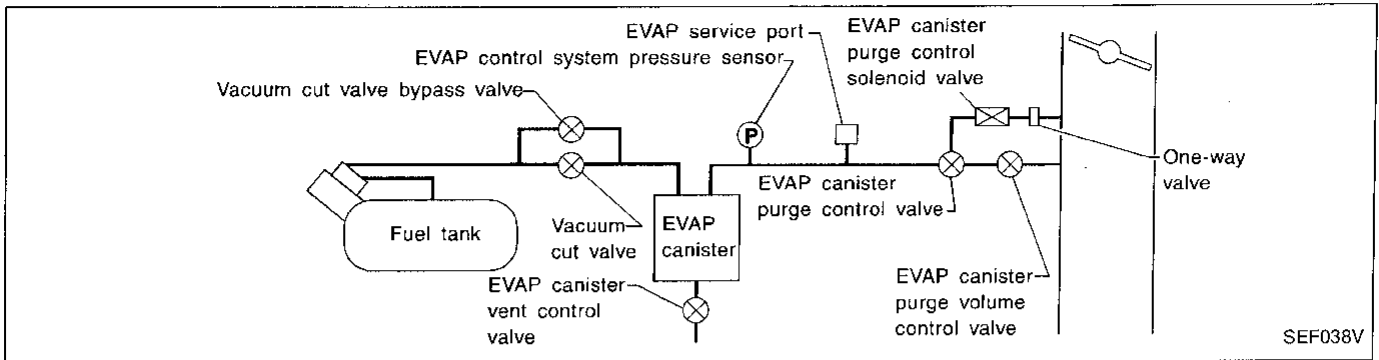 EVAP service port
EVAP control system pressure sensor
Vacuum cut valve bypass valve
EVAP canister
purge control
solenoid valve
P
One-way
valve
EVAP canister
purge control valve
Fuel tank
Vacuum
cut valve
EVAP
canister
EVAP canister
vent control
valve
EVAP canister
purge volume
control valve
SEF038V